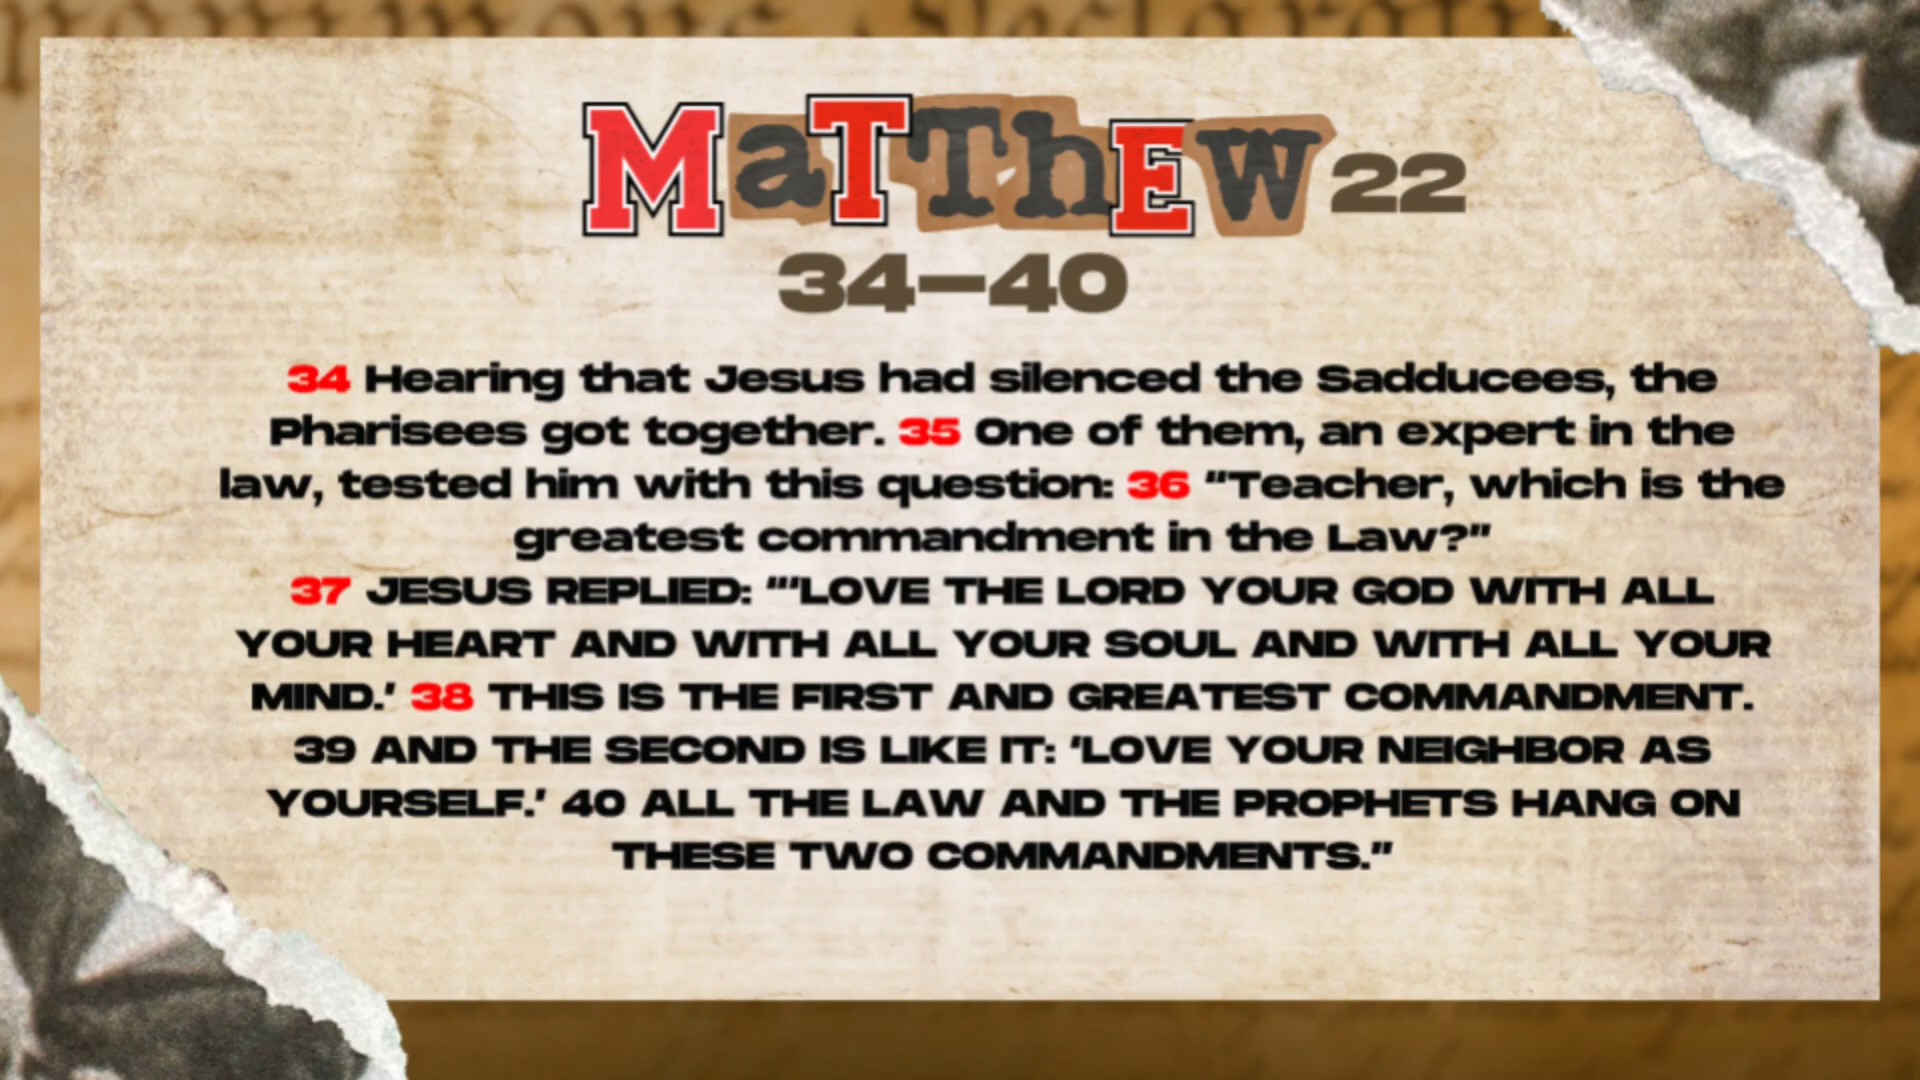 MaTThEW 22
34–40
34 Hearing that Jesus had silenced the Sadducees, the
Pharisees got together. 35 One of them, an expert in the
law, tested him with this question: 36 “Teacher, which is the
greatest commandment in the Law?”
37 JESUS REPLIED: “‘LOVE THE LORD YOUR GOD WITH ALL
YOUR HEART AND WITH ALL YOUR SOUL AND WITH ALL YOUR
MIND.’ 38 THIS IS THE FIRST AND GREATEST COMMANDMENT.
39 AND THE SECOND IS LIKE IT: ‘LOVE YOUR NEIGHBOR AS
YOURSELF.’ 40 ALL THE LAW AND THE PROPHETS HANG ON
THESE TWO COMMANDMENTS.”